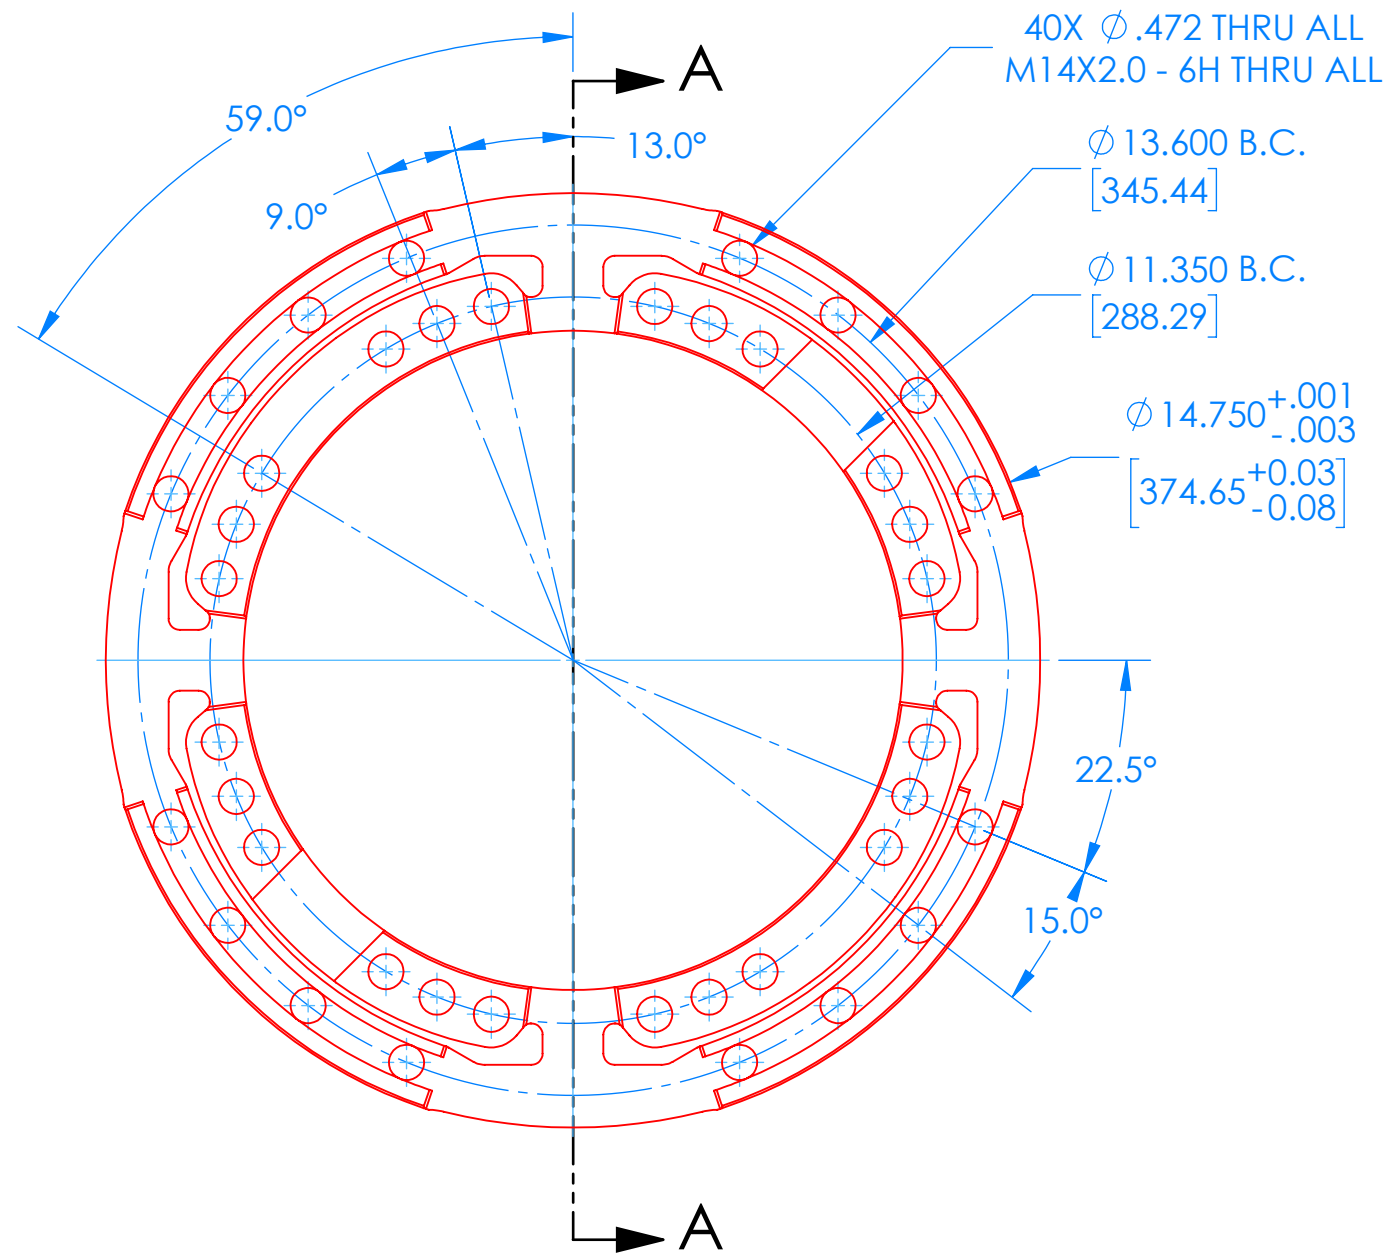 40X ∅ .472 THRU ALL
M14X2.0 - 6H THRU ALL
A
59.0°
13.0°
∅ 13.600 B.C.
[345.44]
9.0°
∅ 11.350 B.C.
[288.29]
∅ 14.750 +.001
-.003
[374.65 +0.03
-0.08]
22.5°
15.0°
A